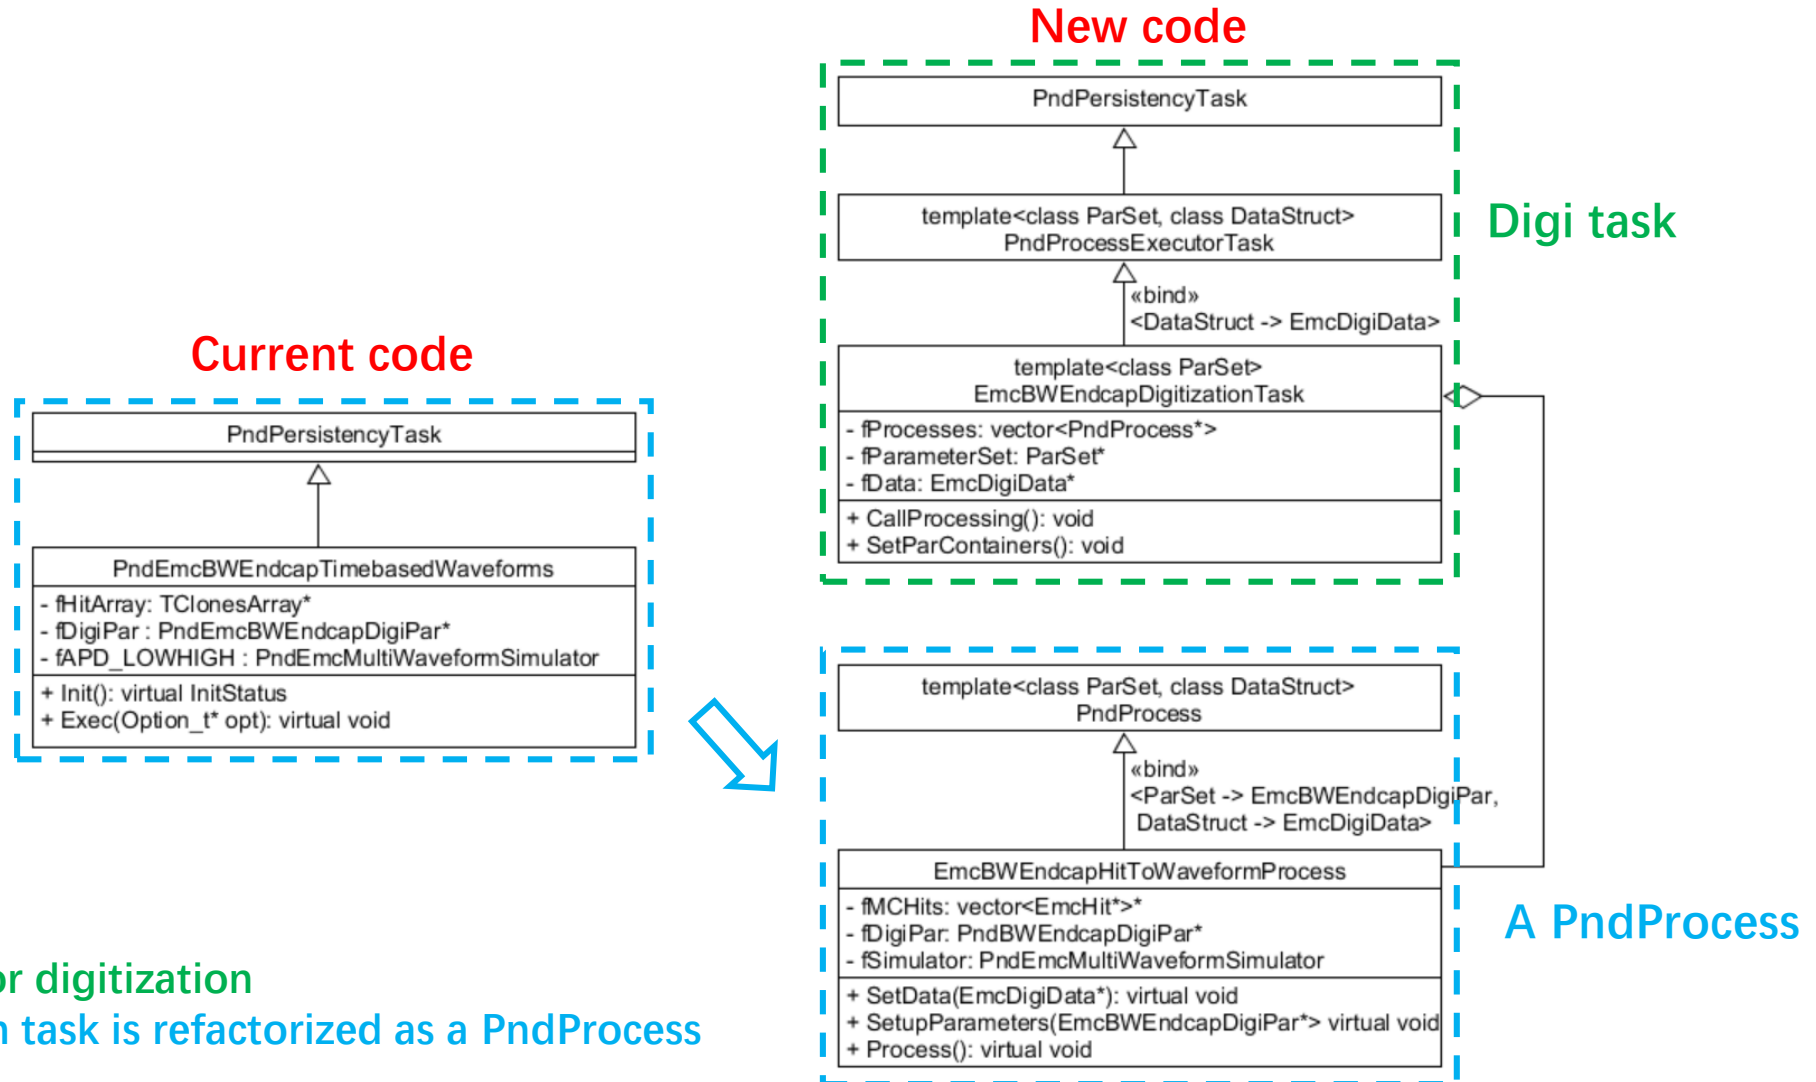 New code
PndPersistencyTask
template<class ParSet, class DataStruct>
PndProcessExecutorTask
Digi task
«bind»
<DataStruct -> EmcDigiData>
template<class ParSet>
EmcBWEndcapDigitizationTask
- fProcesses: vector<PndProcess*>
- fParameterSet: ParSet*
- fData: EmcDigiData*
+ CallProcessing(): void
+ SetParContainers(): void
Current code
PndPersistencyTask
PndEmcBWEndcapTimebasedWaveforms
- fHitArray: TClonesArray*
- fDigiPar : PndEmcBWEndcapDigiPar*
- fAPD_LOWHIGH : PndEmcMultiWaveformSimulator
+ Init(): virtual InitStatus
+ Exec(Option_t* opt): virtual void
template<class ParSet, class DataStruct>
PndProcess
«bind»
<ParSet -> EmcBWEndcapDigiPar,
DataStruct -> EmcDigiData>
EmcBWEndcapHitToWaveformProcess
- fMCHits: vector<EmcHit*>*
- fDigiPar: PndBWEndcapDigiPar*
- fSimulator: PndEmcMultiWaveformSimulator
+ SetData(EmcDigiData*): virtual void
+ SetupParameters(EmcBWEndcapDigiPar*> virtual void
+ Process(): virtual void
A PndProcess
or digitization
task is refactorized as a PndProcess